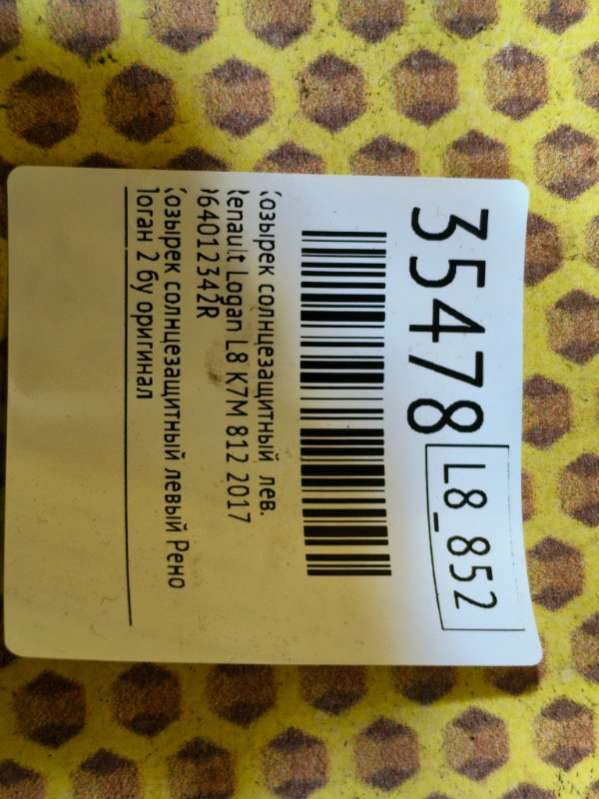 35478
L8_852
Козырек солнцезащитный лев.
Renault Logan L8 K7M 812 2017
964012342R
Козырек солнцезащитный левый Рено
Логан 2 бу оригинал